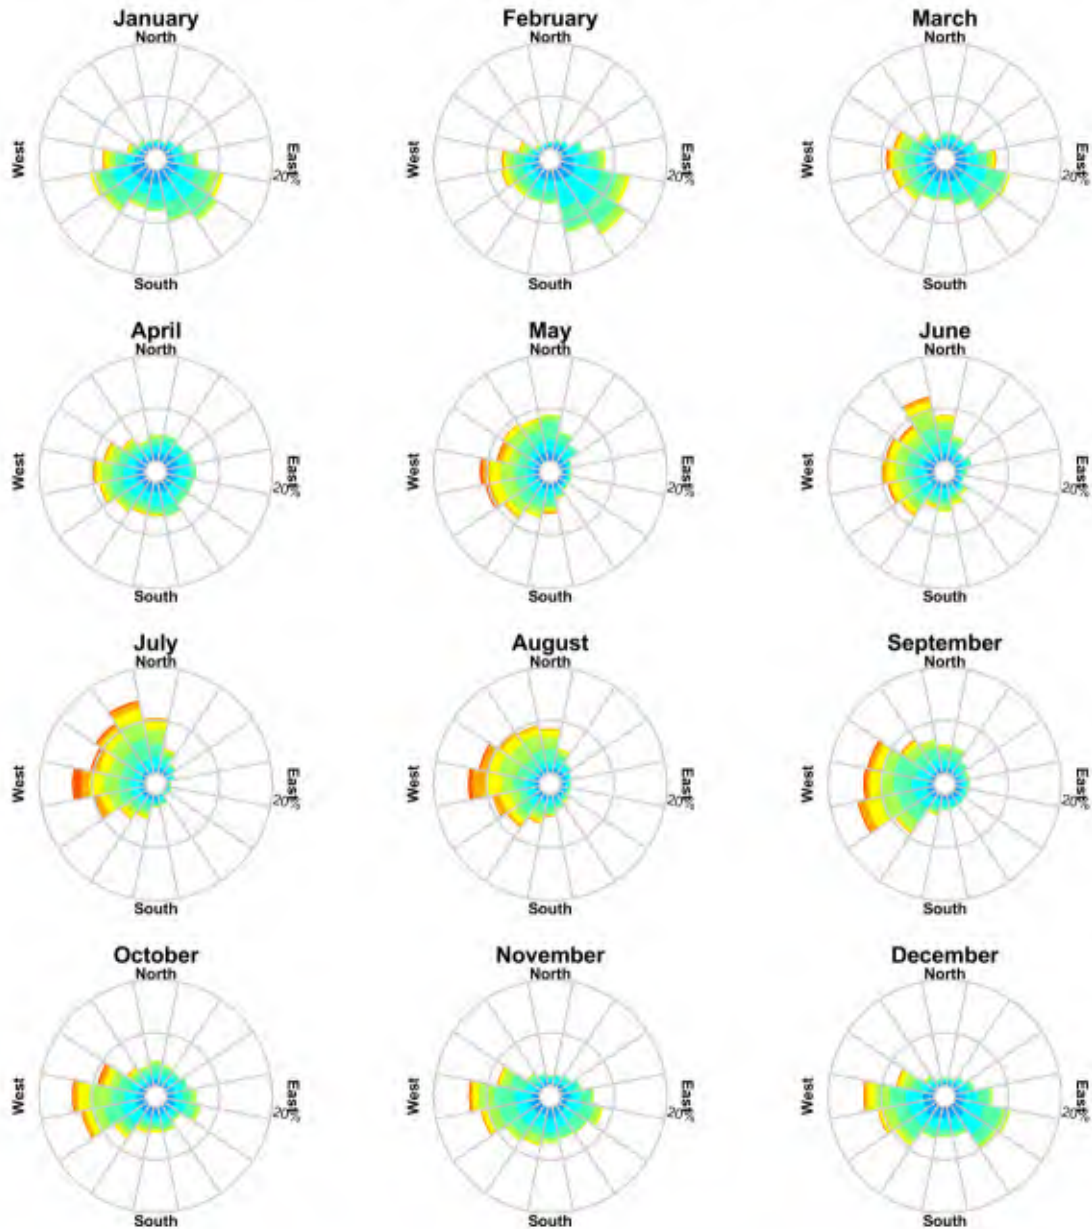 January February March
North North North
West East 20% West East 20% West East 20%
South South South
April May June
North North North
West East 20% West East 20% West East 20%
South South South
July August September
North North North
West East 20% West East 20% West East 20%
South South South
October November December
North North North
West East 20% West East 20% West East 20%
South South South